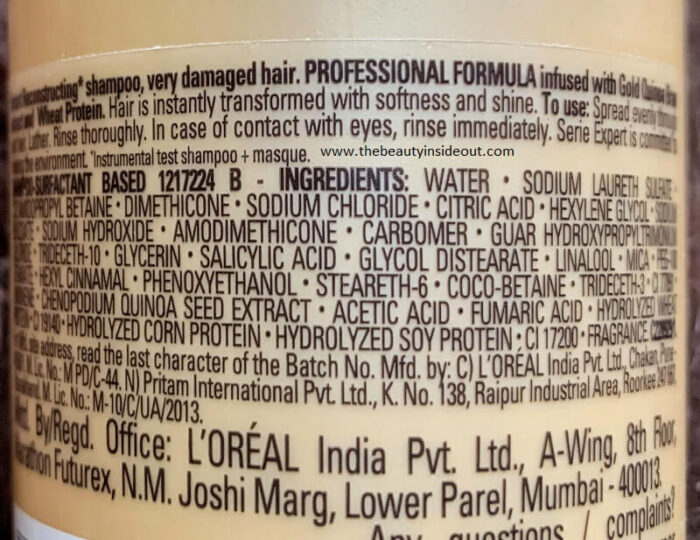 shampoo, very damaged hair. PROFESSIONAL FORMULA infused with Gold Quinoa
Wheat Protein. Hair is instantly transformed with softness and shine. To use: Spread evenly
Lather. Rinse thoroughly. In case of contact with eyes, rinse immediately. Serie Expert is committed
environment. *Instrumental test shampoo + masque. www.thebeautyinsideout.com
SURFACTANT BASED 1217224 B - INGREDIENTS: WATER • SODIUM LAURETH SULFATE •
BETAINE • DIMETHICONE • SODIUM CHLORIDE • CITRIC ACID • HEXYLENE GLYCOL •
• SODIUM HYDROXIDE • AMODIMETHICONE • CARBOMER • GUAR
TRIDECETH-10 • GLYCERIN • SALICYLIC ACID • GLYCOL DISTEARATE • LINALOOL • MICA •
HEXYL CINNAMAL • PHENOXYETHANOL • STEARETH-6 • COCO-BETAINE • TRIDECETH-3 •
CHENOPODIUM QUINOA SEED EXTRACT • ACETIC ACID • FUMARIC ACID • HYDROLYZED
CI 19140 • HYDROLYZED CORN PROTEIN • HYDROLYZED SOY PROTEIN • CI 17200 • FRAGRANCE
address, read the last character of the Batch No. Mfd. by: C) L'ORÉAL India Pvt. Ltd., Chakan,
Lic. No.: M PD/C-44. N) Pritam International Pvt. Ltd., K. No. 138, Raipur Industrial Area, Roorkee
M. Lic. No.: M-10/C/UA/2013.
By/Regd. Office: L'ORÉAL India Pvt. Ltd., A-Wing, 8th Floor,
Futurex, N.M. Joshi Marg, Lower Parel, Mumbai - 400013.
Any questions / complaints?